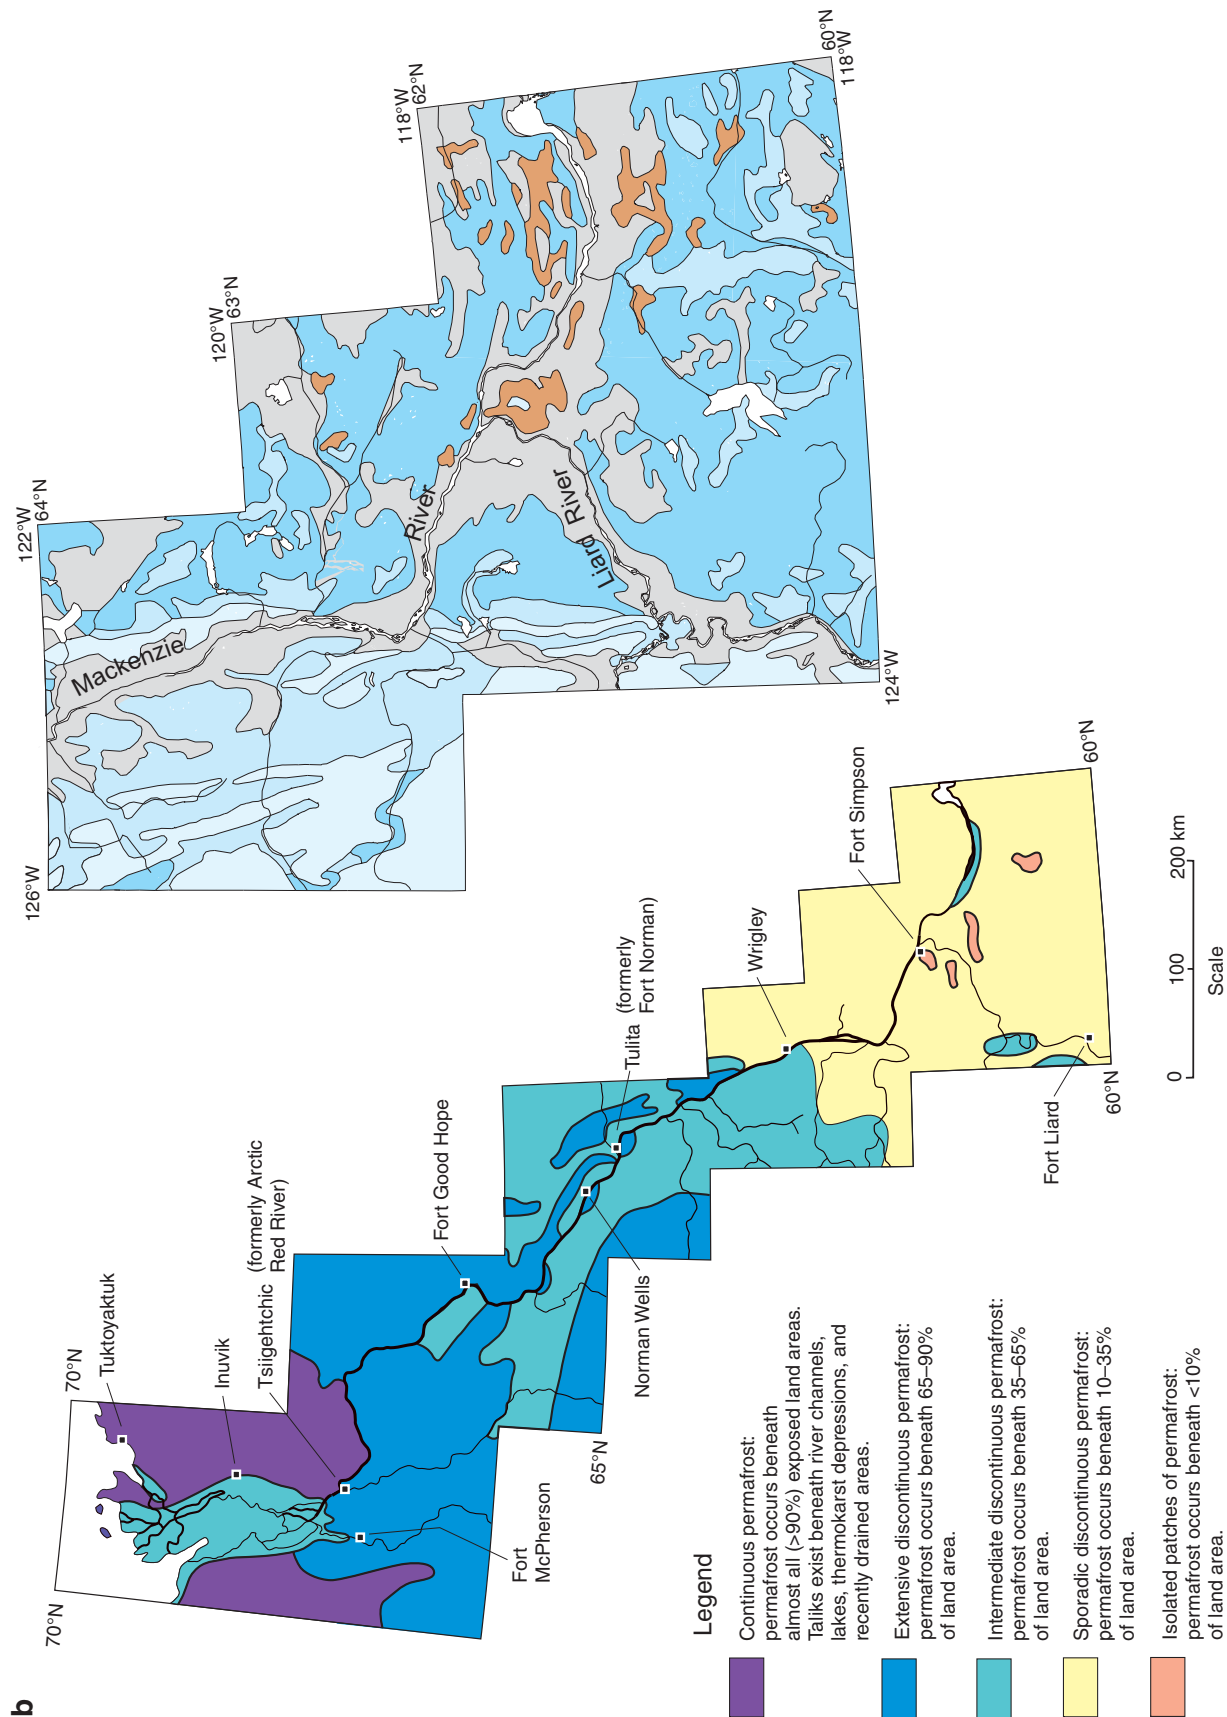 b
118°W
62°N
60°N
118°W
120°W
63°N
122°W
64°N
126°W
124°W
Mackenzie
River
Liard River
70°N
70°N
Tuktoyaktuk
Inuvik
Tsiigehtchic (formerly Arctic
Red River)
Fort Good Hope
Fort
McPherson
65°N
Norman Wells
Tulita (formerly
Fort Norman)
Wrigley
Fort Simpson
Fort Liard
60°N
60°N
0 100 200 km
Scale
Legend
Continuous permafrost:
permafrost occurs beneath
almost all (>90%) exposed land areas.
Taliks exist beneath river channels,
lakes, thermokarst depressions, and
recently drained areas.
Extensive discontinuous permafrost:
permafrost occurs beneath 65–90%
of land area.
Intermediate discontinuous permafrost:
permafrost occurs beneath 35–65%
of land area.
Sporadic discontinuous permafrost:
permafrost occurs beneath 10–35%
of land area.
Isolated patches of permafrost:
permafrost occurs beneath <10%
of land area.